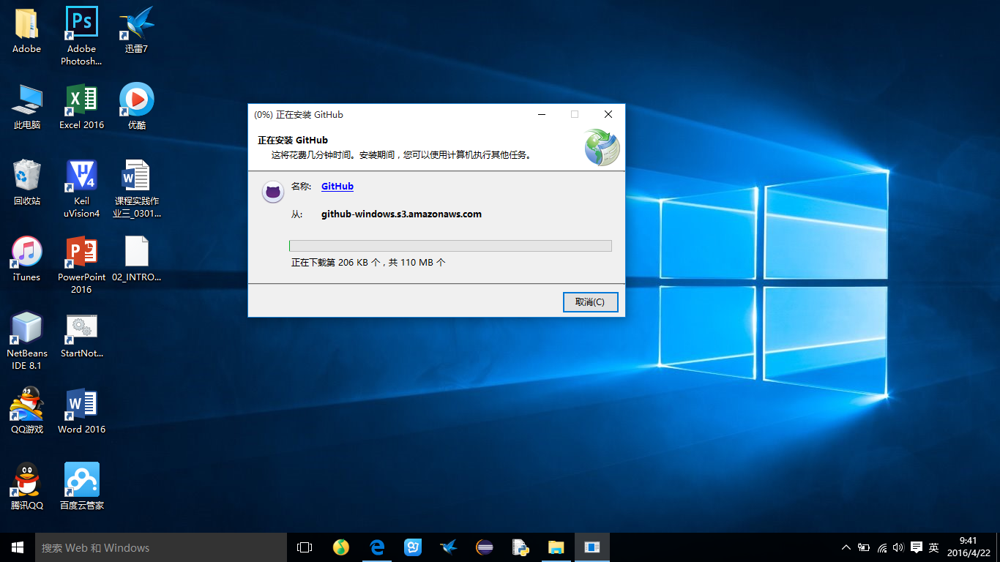 Adobe
Ps
Adobe
Photosh...
迅雷7
此电脑
Excel 2016
优酷
回收站
Keil
uVision4
课程实践作
业三_0301...
iTunes
PowerPoint
2016
02_INTRO...
NetBeans
IDE 8.1
StartNot...
QQ游戏
Word 2016
腾讯QQ
百度云管家
(0%) 正在安装 GitHub
正在安装 GitHub
这将花费几分钟时间。安装期间，您可以使用计算机执行其他任务。
名称: GitHub
从: github-windows.s3.amazonaws.com
正在下载第 206 KB 个，共 110 MB 个
取消(C)
搜索 Web 和 Windows
英
9:41
2016/4/22